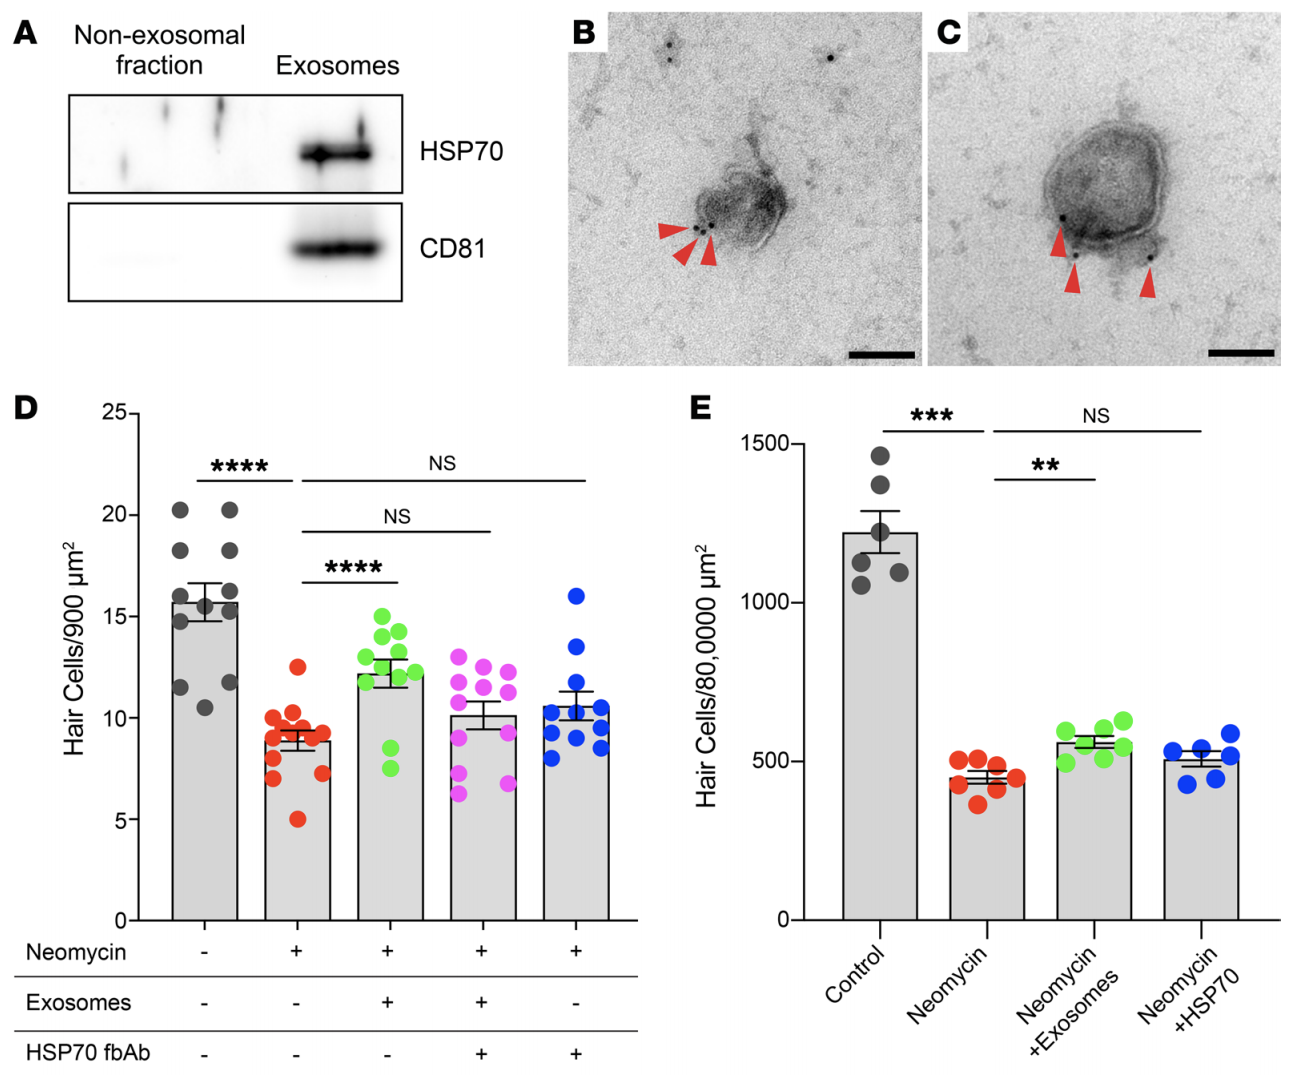 A
Non-exosomal
fraction
Exosomes
HSP70
CD81
B
C
D
25
20
15
10
5
0
Hair Cells/900 µm²
****
NS
NS
****
Neomycin - + + + +
Exosomes - - + + -
HSP70 fbAb - - - + +
E
1500
1000
500
0
Hair Cells/80,0000 µm²
***
NS
**
Control
Neomycin
Neomycin
+Exosomes
Neomycin
+HSP70